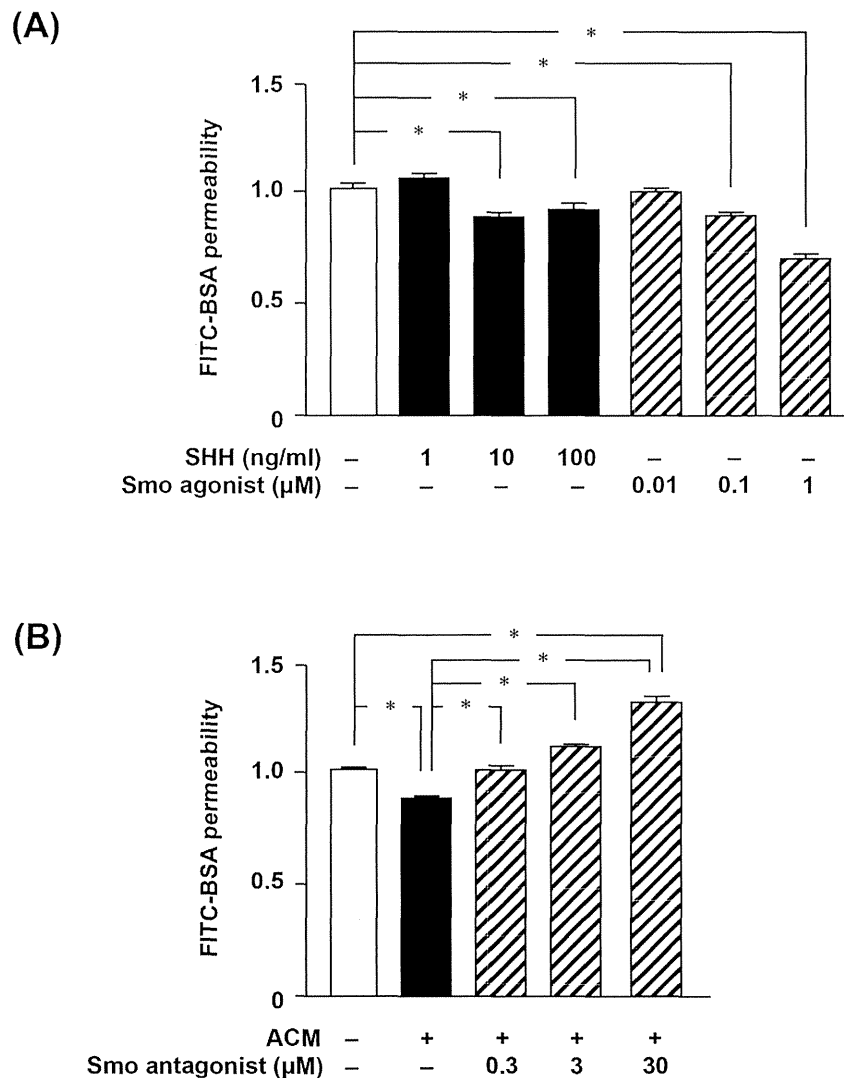 (A)
* 
*
*
*
1.5
1.0
0.5
0
FITC-BSA permeability
SHH (ng/ml) – 1 10 100 – – –
Smo agonist (µM) – – – – 0.01 0.1 1
(B)
*
*
*
* *
1.5
1.0
0.5
0
FITC-BSA permeability
ACM – + + + +
Smo antagonist (µM) – – 0.3 3 30